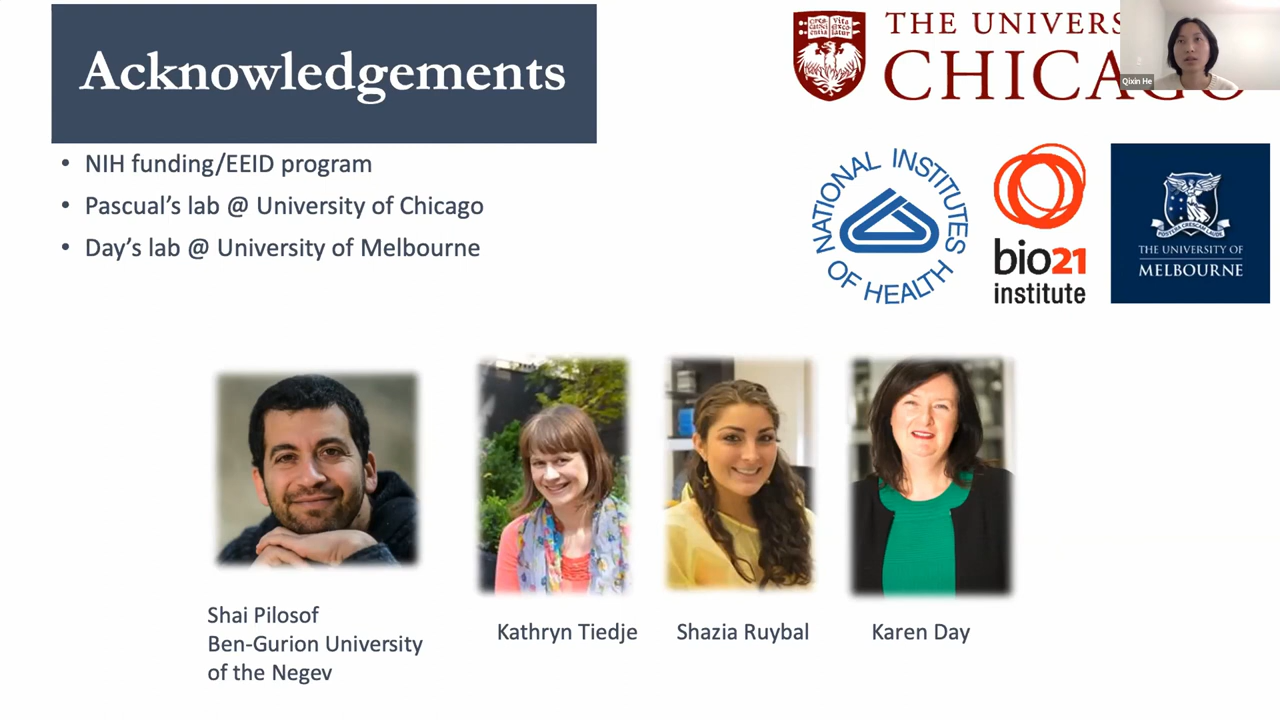 Acknowledgements
• NIH funding/EEID program
• Pascual’s lab @ University of Chicago
• Day’s lab @ University of Melbourne
THE UNIVERS
CHICAGO
Qixin He
NATIONAL INSTITUTES
OF HEALTH
bio21
institute
THE UNIVERSITY OF
MELBOURNE
Shai Pilosof
Ben-Gurion University
of the Negev
Kathryn Tiedje
Shazia Ruybal
Karen Day